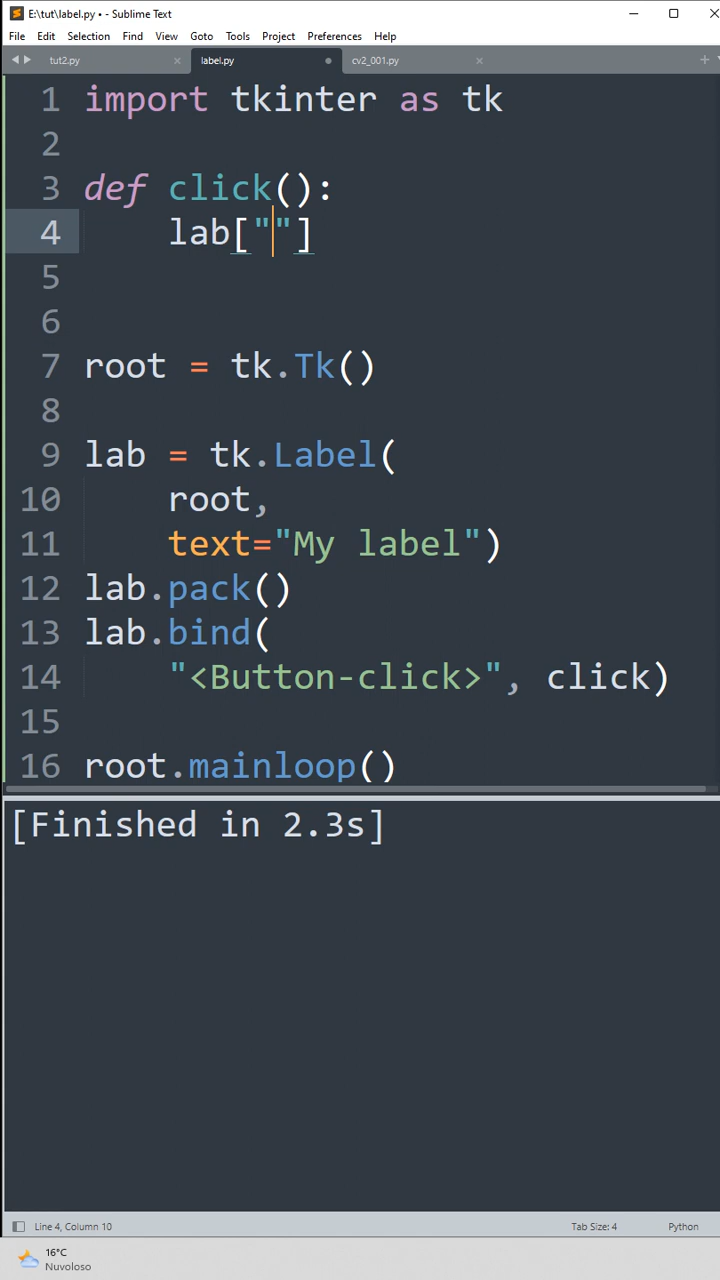 E:\tut\label.py • - Sublime Text
File Edit Selection Find View Goto Tools Project Preferences Help
tut2.py × label.py cv2_001.py ×
1 import tkinter as tk
2
3 def click():
4     lab[""]
5
6
7 root = tk.Tk()
8
9 lab = tk.Label(
10     root,
11     text="My label")
12 lab.pack()
13 lab.bind(
14     "<Button-click>", click)
15
16 root.mainloop()
[Finished in 2.3s]
Line 4, Column 10 Tab Size: 4 Python
16°C
Nuvoloso